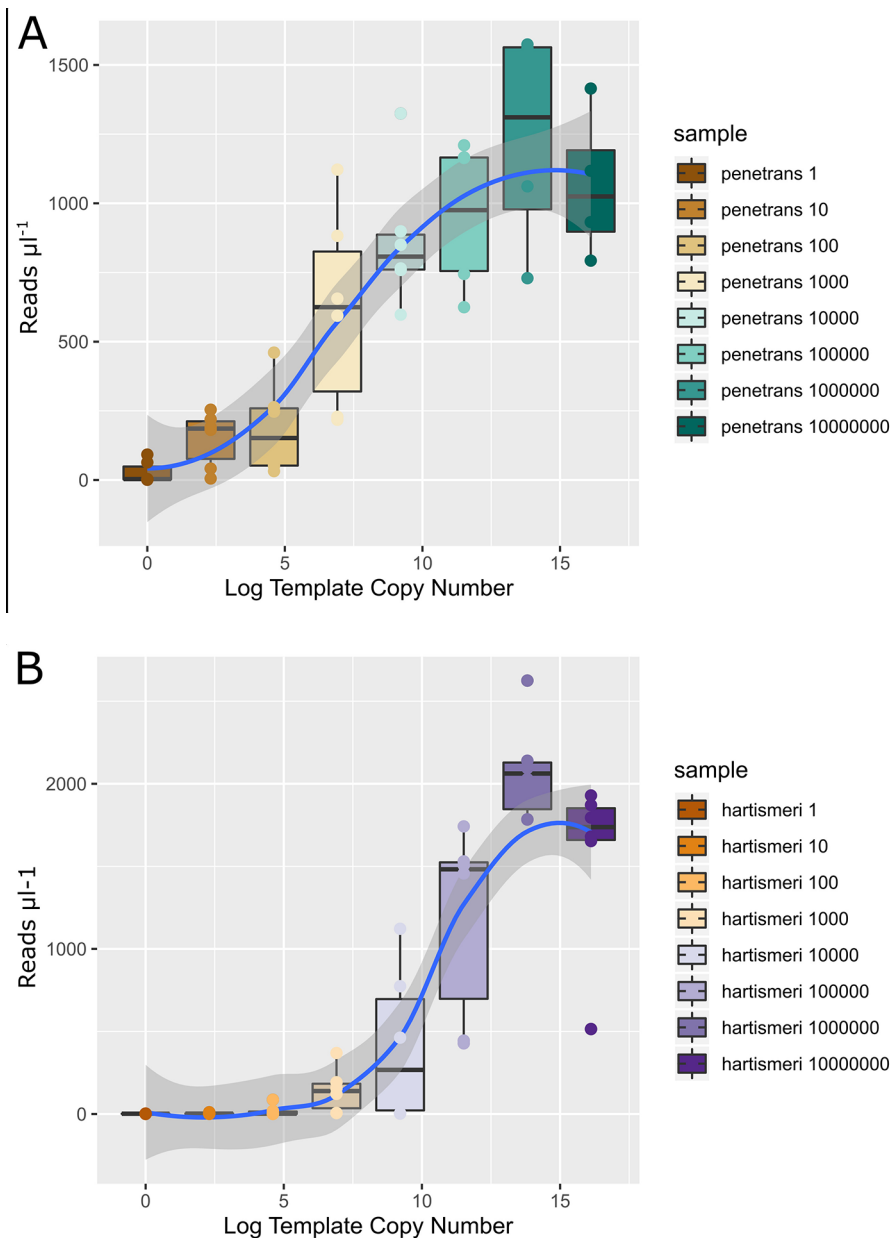 A
1500
1000
500
0
Reads µl-1
0 5 10 15
Log Template Copy Number
sample
penetrans 1
penetrans 10
penetrans 100
penetrans 1000
penetrans 10000
penetrans 100000
penetrans 1000000
penetrans 10000000
B
2000
1000
0
Reads µl-1
0 5 10 15
Log Template Copy Number
sample
hartismeri 1
hartismeri 10
hartismeri 100
hartismeri 1000
hartismeri 10000
hartismeri 100000
hartismeri 1000000
hartismeri 10000000